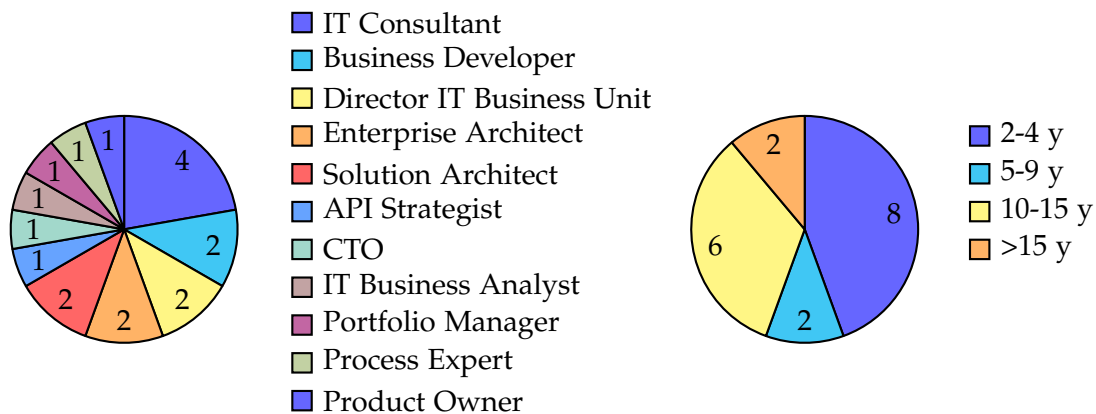 IT Consultant
Business Developer
Director IT Business Unit
Enterprise Architect
Solution Architect
API Strategist
CTO
IT Business Analyst
Portfolio Manager
Process Expert
Product Owner
4
2
2
2
2
1
1
1
1
1
1
8
2
6
2
2-4 y
5-9 y
10-15 y
>15 y